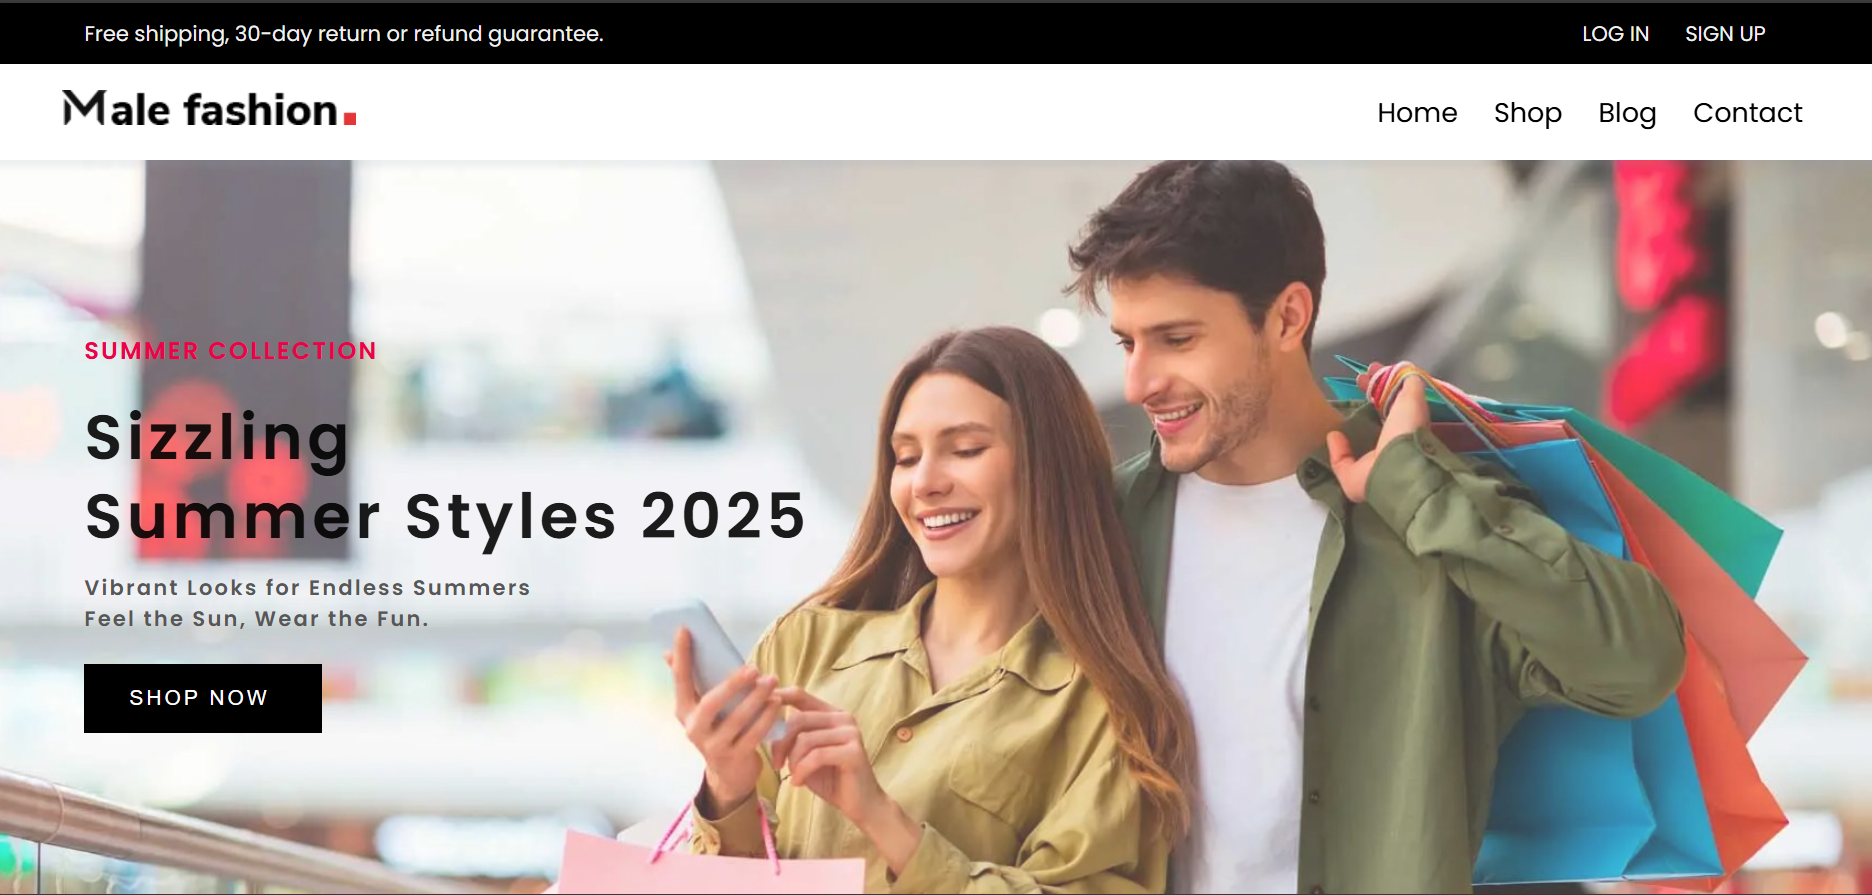 Free shipping, 30-day return or refund guarantee.
LOG IN SIGN UP
Male fashion.
Home Shop Blog Contact
SUMMER COLLECTION
Sizzling
Summer Styles 2025
Vibrant Looks for Endless Summers
Feel the Sun, Wear the Fun.
SHOP NOW